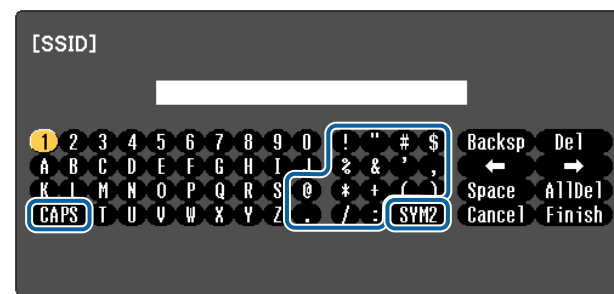 [SSID]
1 2 3 4 5 6 7 8 9 0 ! " # $ Backsp Del
A B C D E F G H I J % & ' , ← →
K L M N O P Q R S @ * + ( ) Space AllDel
CAPS T U V W X Y Z . / : SYM2 Cancel Finish